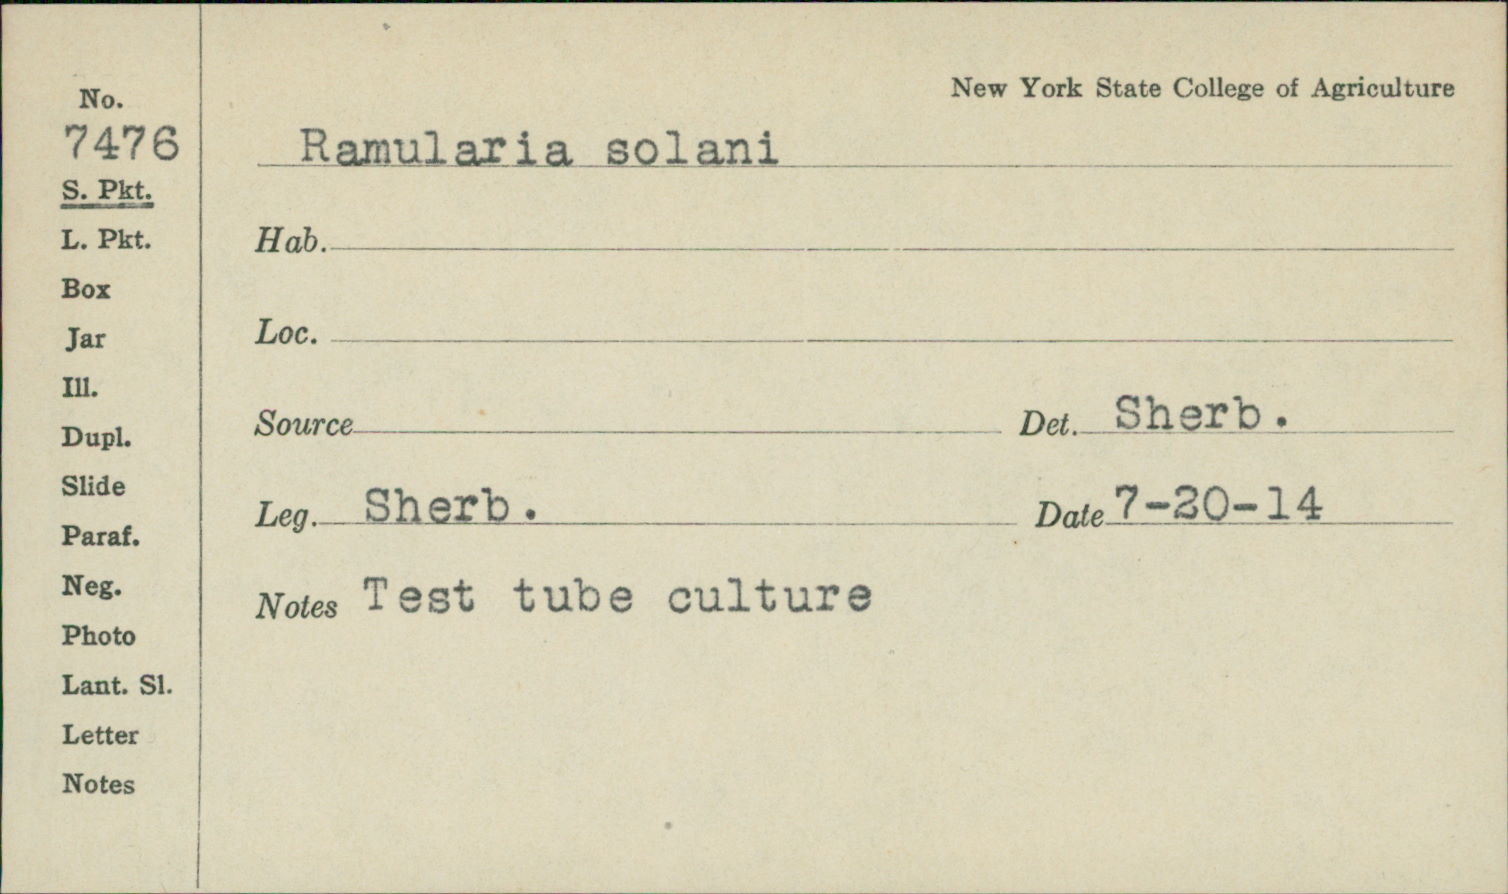 New York State College of Agriculture
No.
7476
S. Pkt.
L. Pkt.
Box
Jar
Ill.
Dupl.
Slide
Paraf.
Neg.
Photo
Lant. Sl.
Letter
Notes
Ramularia solani
Hab.
Loc.
Source Det. Sherb.
Leg. Sherb. Date 7-20-14
Notes Test tube culture